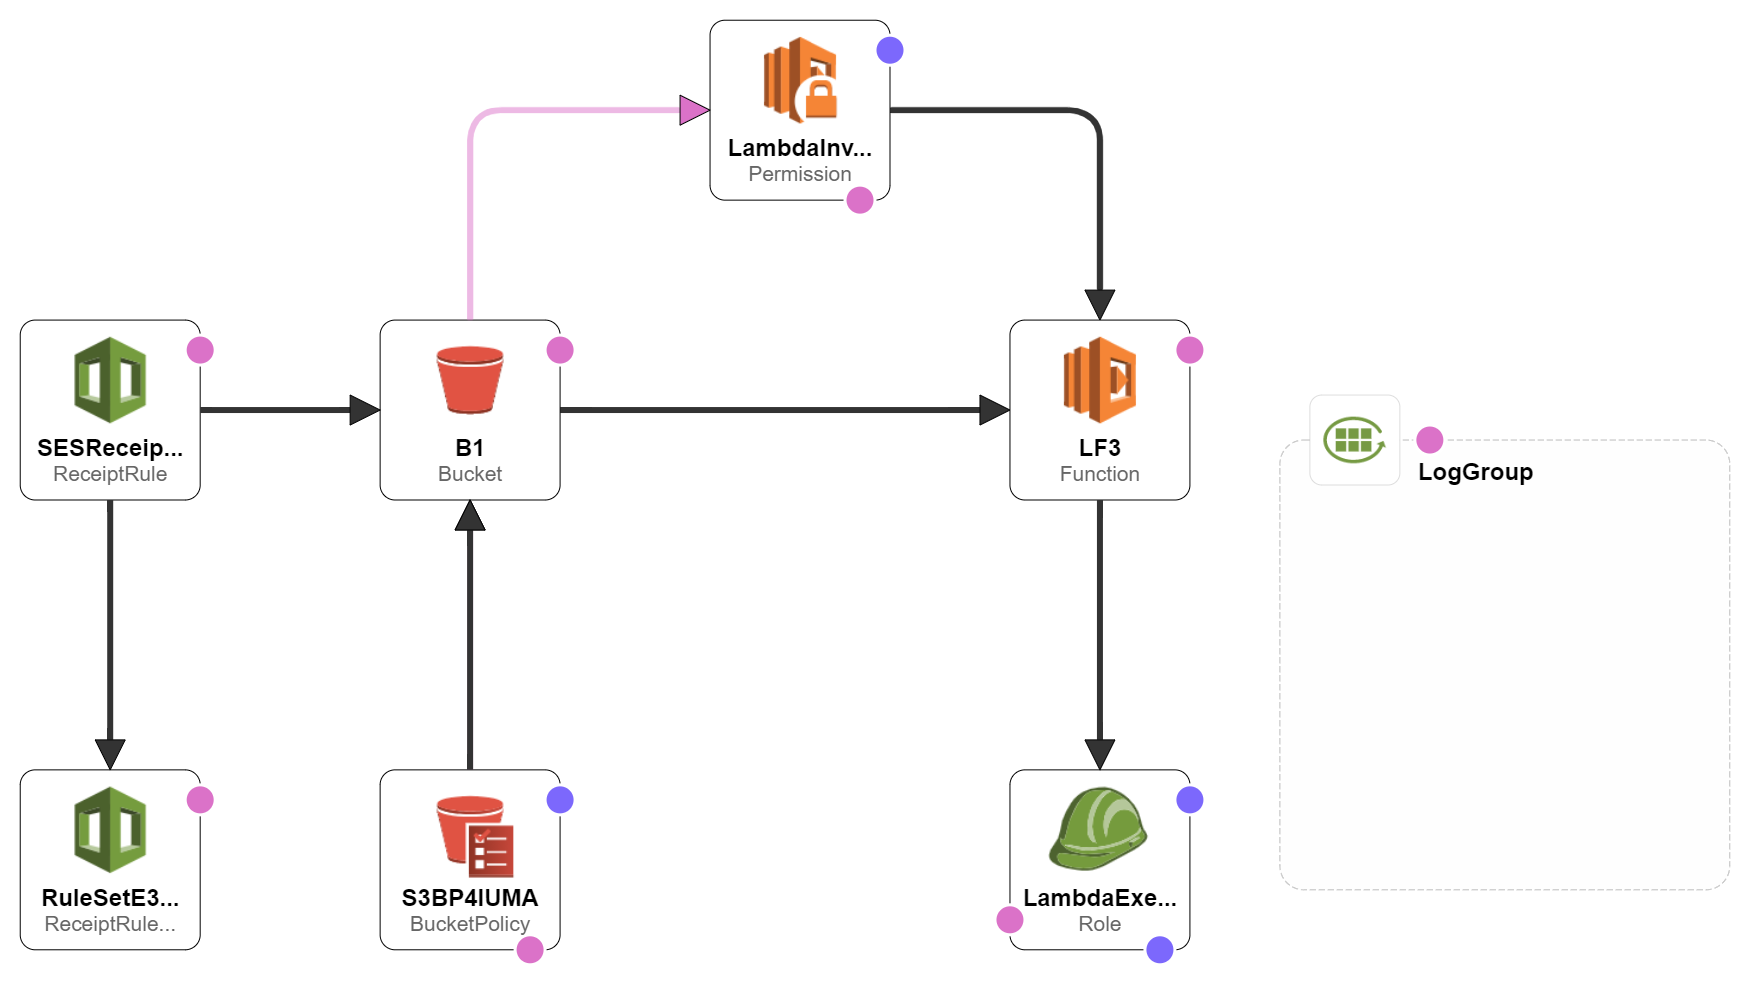 LambdaInv...
Permission
SESReceip...
ReceiptRule
B1
Bucket
LF3
Function
LogGroup
RuleSetE3...
ReceiptRule...
S3BP4IUMA
BucketPolicy
LambdaExe...
Role